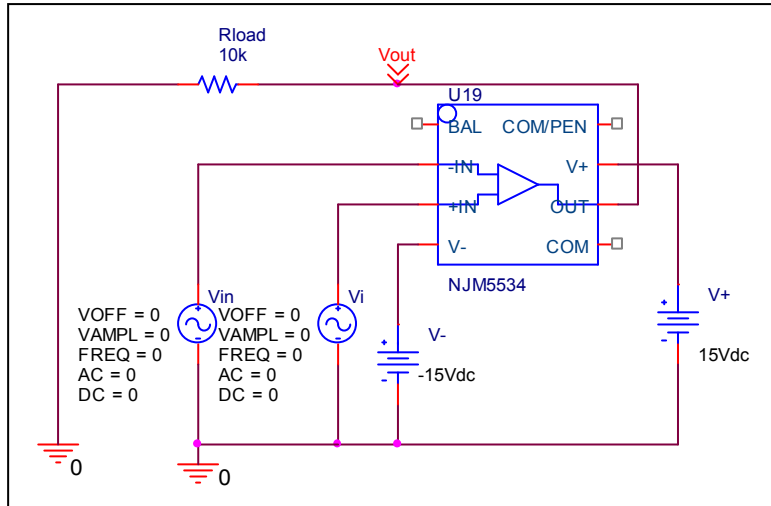 Rload
10k
Vout
U19
BAL
COM/PEN
-IN
V+
+IN
OUT
V-
COM
NJM5534
Vin
VOFF = 0
VAMPL = 0
FREQ = 0
AC = 0
DC = 0
Vi
VOFF = 0
VAMPL = 0
FREQ = 0
AC = 0
DC = 0
V-
-15Vdc
V+
15Vdc
0
0